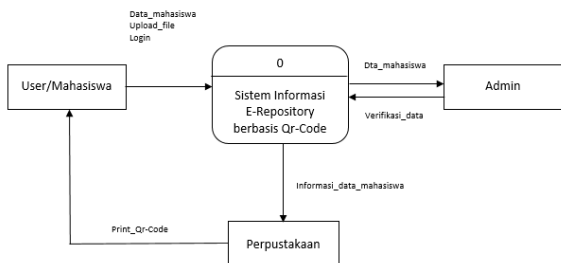 Data_mahasiswa
Upload_file
Login
User/Mahasiswa
0
Sistem Informasi
E-Repository
berbasis Qr-Code
Dta_mahasiswa
Admin
Verifikasi_data
Informasi_data_mahasiswa
Print_Qr-Code
Perpustakaan